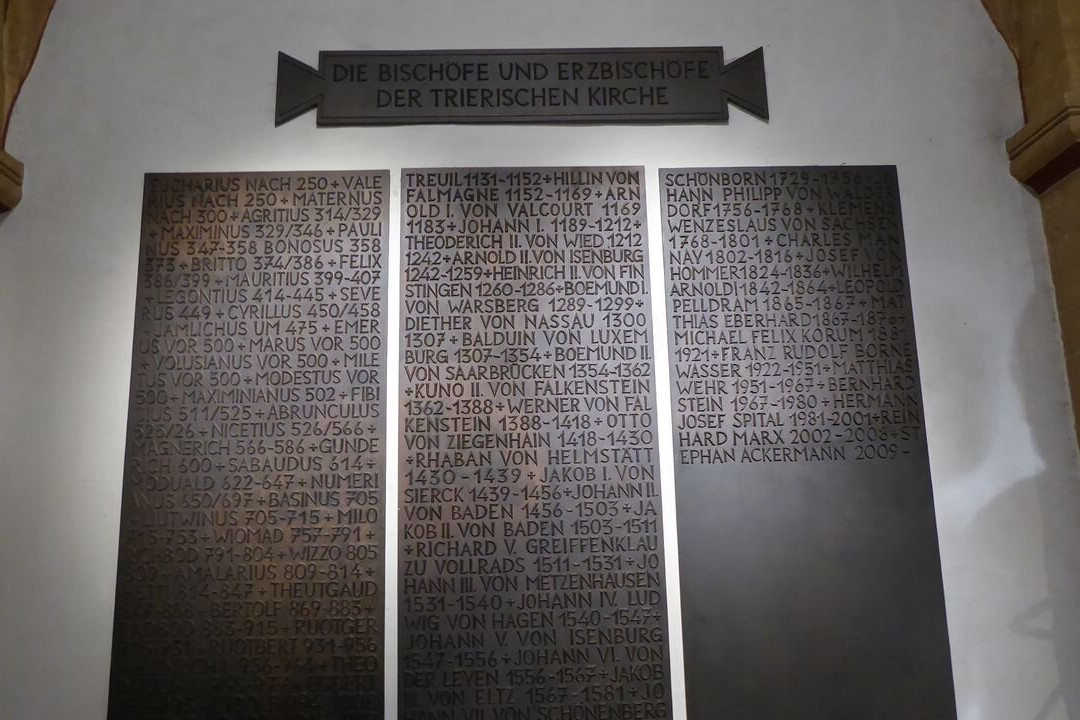 DIE BISCHÖFE UND ERZBISCHÖFE
DER TRIERISCHEN KIRCHE
EUCHARIUS NACH 250 + VALE
RIUS NACH 250 + MATERNUS
NACH 300 + AGRITIUS 314/329
+ MAXIMINUS 329/346 + PAULI
NUS 347-358 BONOSUS 358
373 + BRITTO 374/386 + FELIX
386/399 + MAURITIUS 399-407
+ LEGONTIUS 414-445 + SEVE
RUS 449 + CYRILLUS 450/458
+ JAMLICHUS UM 475 + EMER
US VOR 500 + MARUS VOR 500
+ VOLUSIANUS VOR 500 + MILE
TUS VOR 500 + MODESTUS VOR
500 + MAXIMINIANUS 502 + FIBI
CIUS 511/525 + ABRUNCULUS
525/26 + NICETIUS 526/566 +
MAGNERICH 566-586 + GUNDE
RICH 600 + SABAUDUS 614 +
MODUALD 622-647 + NUMERI
ANUS 650/697 + BASINUS 705
+ LIUTWINUS 705-715 + MILO
715-753 + WIOMAD 757-791 +
RICHBOD 791-804 + WIZZO 805
809 + AMALARIUS 809-814 +
HETTI 814-847 + THEUTGAUD
847-868 + BERTOLF 869-883 +
RADBOD 883-915 + RUOTGER
915-931 + RUOTBERT 931-956
HEINRICH I. 956-964 + THEO
TREUIL 1131-1152 + HILLIN VON
FALMAGNE 1152-1169 + ARN
OLD I. VON VALCOURT 1169
1183 + JOHANN I. 1189-1212 +
THEODERICH II. VON WIED 1212
1242 + ARNOLD II. VON ISENBURG
1242-1259 + HEINRICH II. VON FIN
STINGEN 1260-1286 + BOEMUND I.
VON WARSBERG 1289-1299 +
DIETHER VON NASSAU 1300
1307 + BALDUIN VON LUXEM
BURG 1307-1354 + BOEMUND II.
VON SAARBRÜCKEN 1354-1362
+ KUNO II. VON FALKENSTEIN
1362-1388 + WERNER VON FAL
KENSTEIN 1388-1418 + OTTO
VON ZIEGENHAIN 1418-1430
+ RHABAN VON HELMSTÄTT
1430-1439 + JAKOB I. VON
SIERCK 1439-1456 + JOHANN II.
VON BADEN 1456-1503 + JA
KOB II. VON BADEN 1503-1511
+ RICHARD V. GREIFFENKLAU
ZU VOLLRADS 1511-1531 + JO
HANN III. VON METZENHAUSEN
1531-1540 + JOHANN IV. LUD
WIG VON HAGEN 1540-1547 +
JOHANN V. VON ISENBURG
1547-1556 + JOHANN VI. VON
DER LEYEN 1556-1567 + JAKOB
III. VON ELTZ 1567-1581 + JO
HANN VII. VON SCHÖNENBERG
SCHÖNBORN 1729-1756 +
HANN PHILIPP VON WALDER
DORF 1756-1768 + KLEMENS
WENZESLAUS VON SACHSEN
1768-1801 + CHARLES MAN
NAY 1802-1816 + JOSEF VON
HOMMER 1824-1836 + WILHELM
ARNOLDI 1842-1864 + LEOPOLD
PELLDRAM 1865-1867 + MAT
THIAS EBERHARD 1867-1876 +
MICHAEL FELIX KORUM 1881
1921 + FRANZ RUDOLF BORNE
WASSER 1922-1951 + MATTHIAS
WEHR 1951-1967 + BERNHARD
STEIN 1967-1980 + HERMANN
JOSEF SPITAL 1981-2001 + REIN
HARD MARX 2002-2008 + ST
EPHAN ACKERMANN 2009-